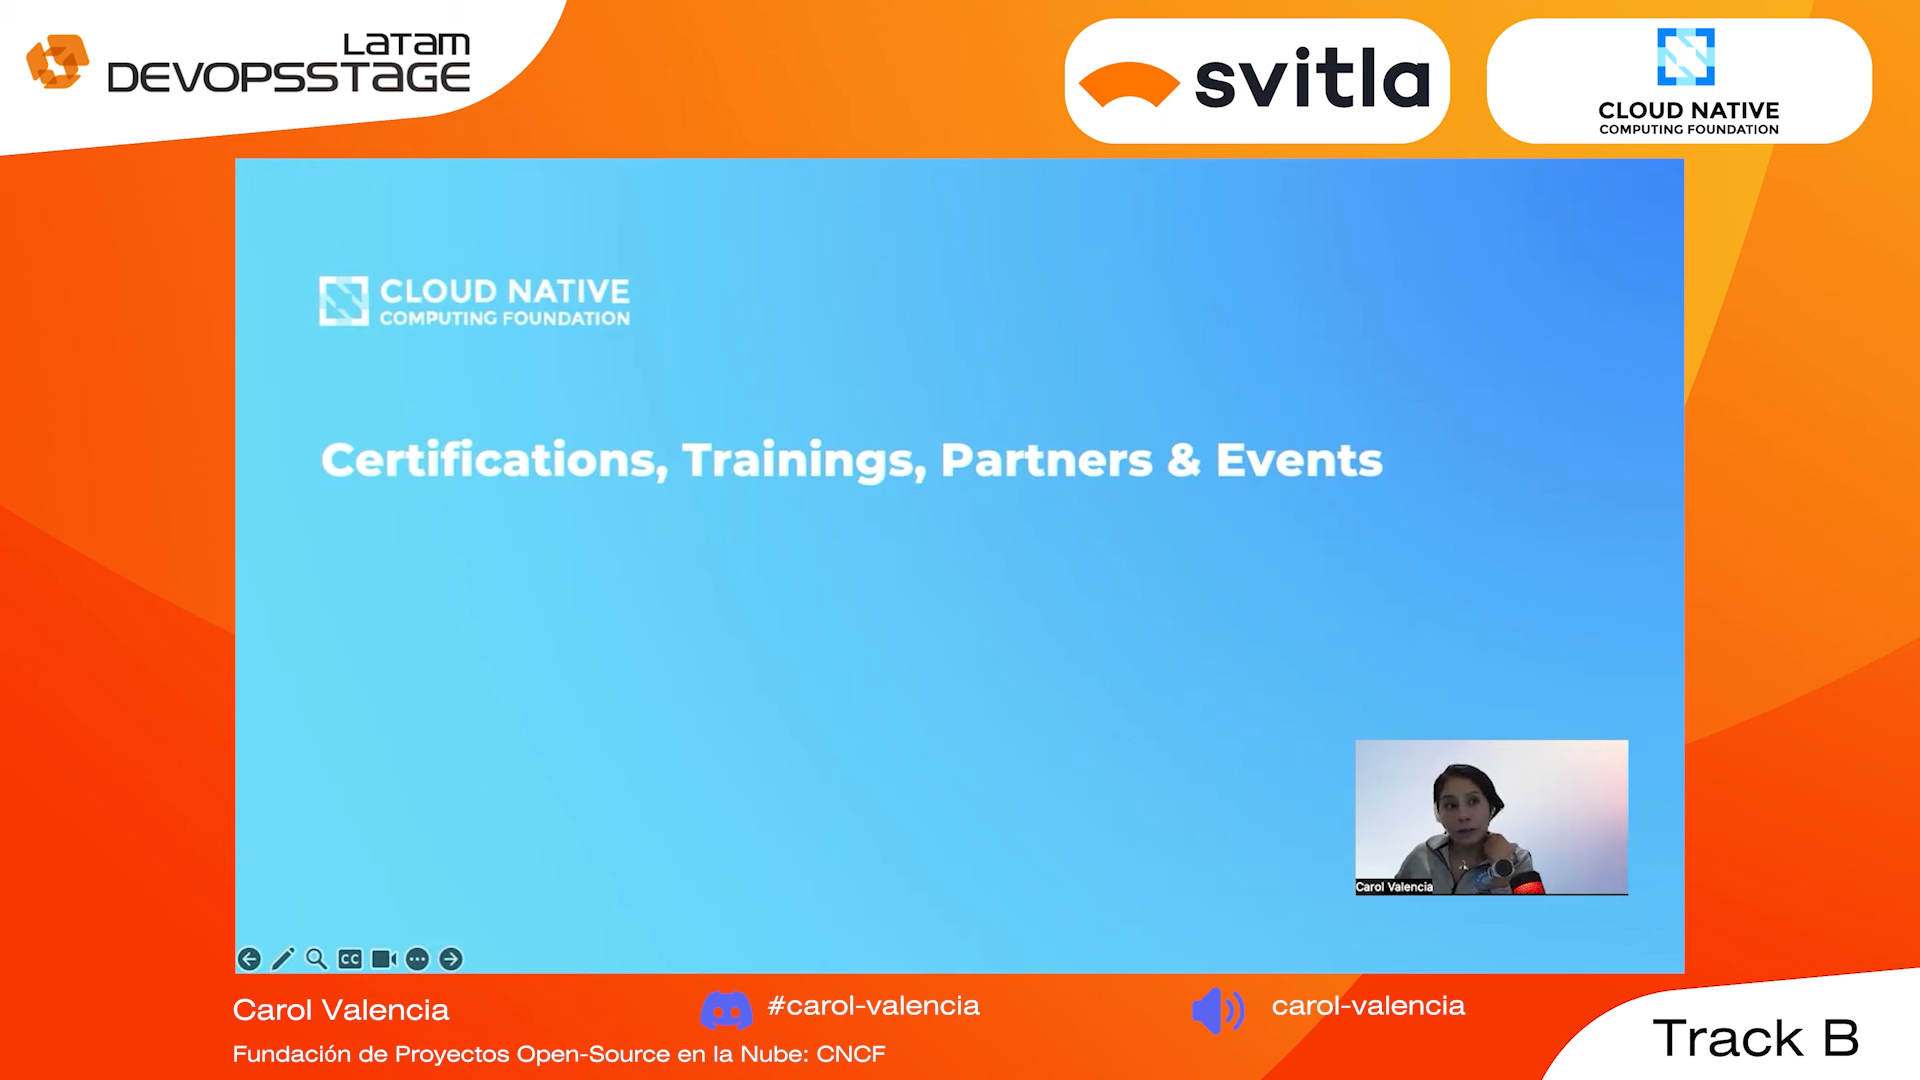 LATAM
DEVOPSSTAGE
svitla
CLOUD NATIVE
COMPUTING FOUNDATION
CLOUD NATIVE
COMPUTING FOUNDATION
Certifications, Trainings, Partners & Events
Carol Valencia
CC
Carol Valencia
#carol-valencia
carol-valencia
Fundación de Proyectos Open-Source en la Nube: CNCF
Track B